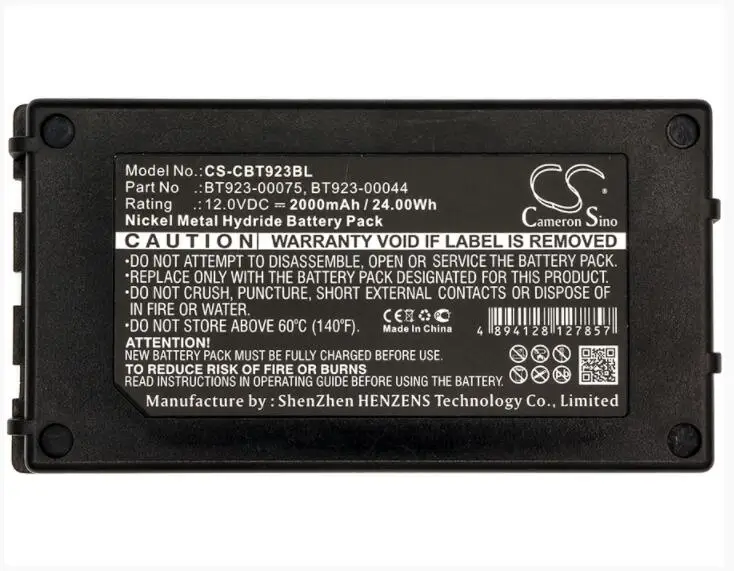 Model No.:CS-CBT923BL
Part No .:BT923-00075, BT923-00044
Rating .:12.0VDC ⎓ 2000mAh / 24.00Wh
Nickel Metal Hydride Battery Pack
CS
®
Cameron Sino
CAUTION WARRANTY VOID IF LABEL IS REMOVED
•DO NOT ATTEMPT TO DISASSEMBLE, OPEN OR SERVICE THE BATTERY PACK.
•REPLACE ONLY WITH THE BATTERY PACK DESIGNATED FOR THIS PRODUCT.
•DO NOT CRUSH, PUNCTURE, SHORT EXTERNAL CONTACTS OR DISPOSE OF
IN FIRE OR WATER.
•DO NOT STORE ABOVE 60℃ (140℉).
CE
Made In China
4 894128 127857
ATTENTION!
NEW BATTERY PACK MUST BE FULLY CHARGED BEFORE USE.
TO REDUCE RISK OF FIRE OR BURNS
READ INSTRUCTIONS IN OPERATING GUIDE BEFORE USING THE BATTERY.
Manufacture by : ShenZhen HENZENS Technology Co., Limited